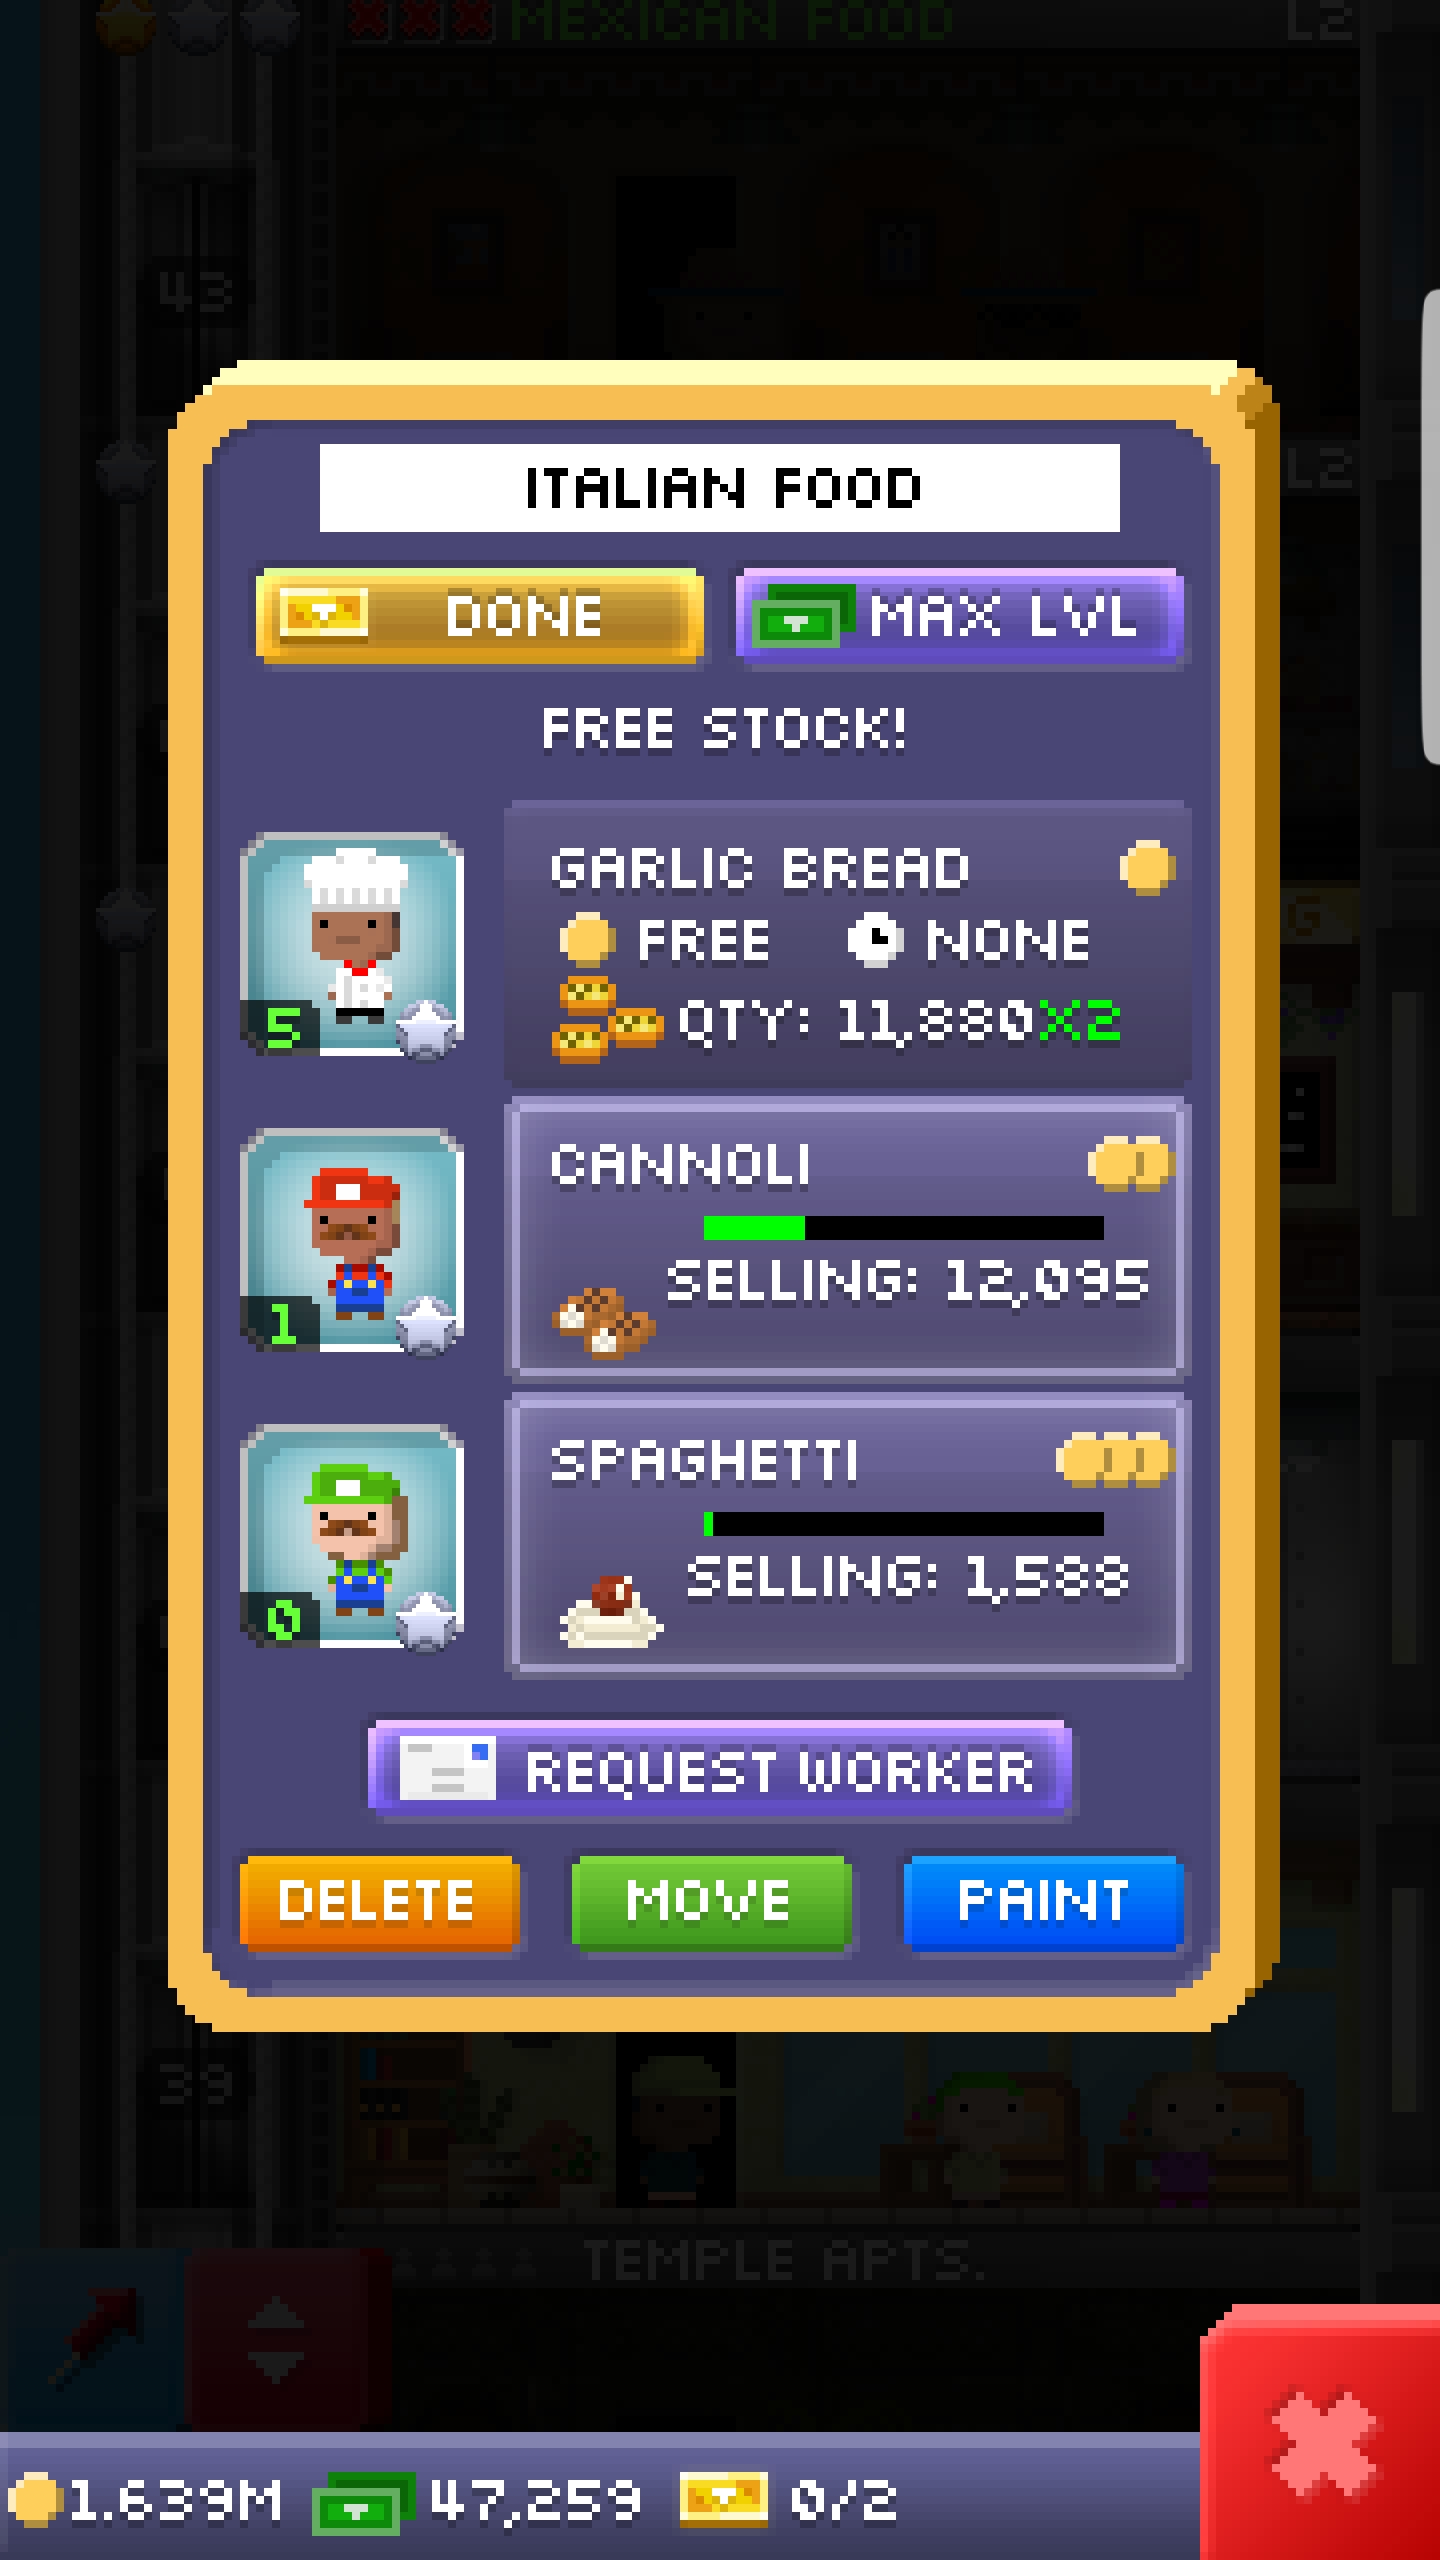 MEXICAN FOOD L2
43
L2
ITALIAN FOOD
DONE
MAX LVL
FREE STOCK!
GARLIC BREAD
FREE NONE
QTY: 11,880X2
5
CANNOLI
SELLING: 12,095
1
SPAGHETTI
SELLING: 1,588
0
REQUEST WORKER
DELETE
MOVE
PAINT
39
TEMPLE APTS.
1.639M 47,259 0/2